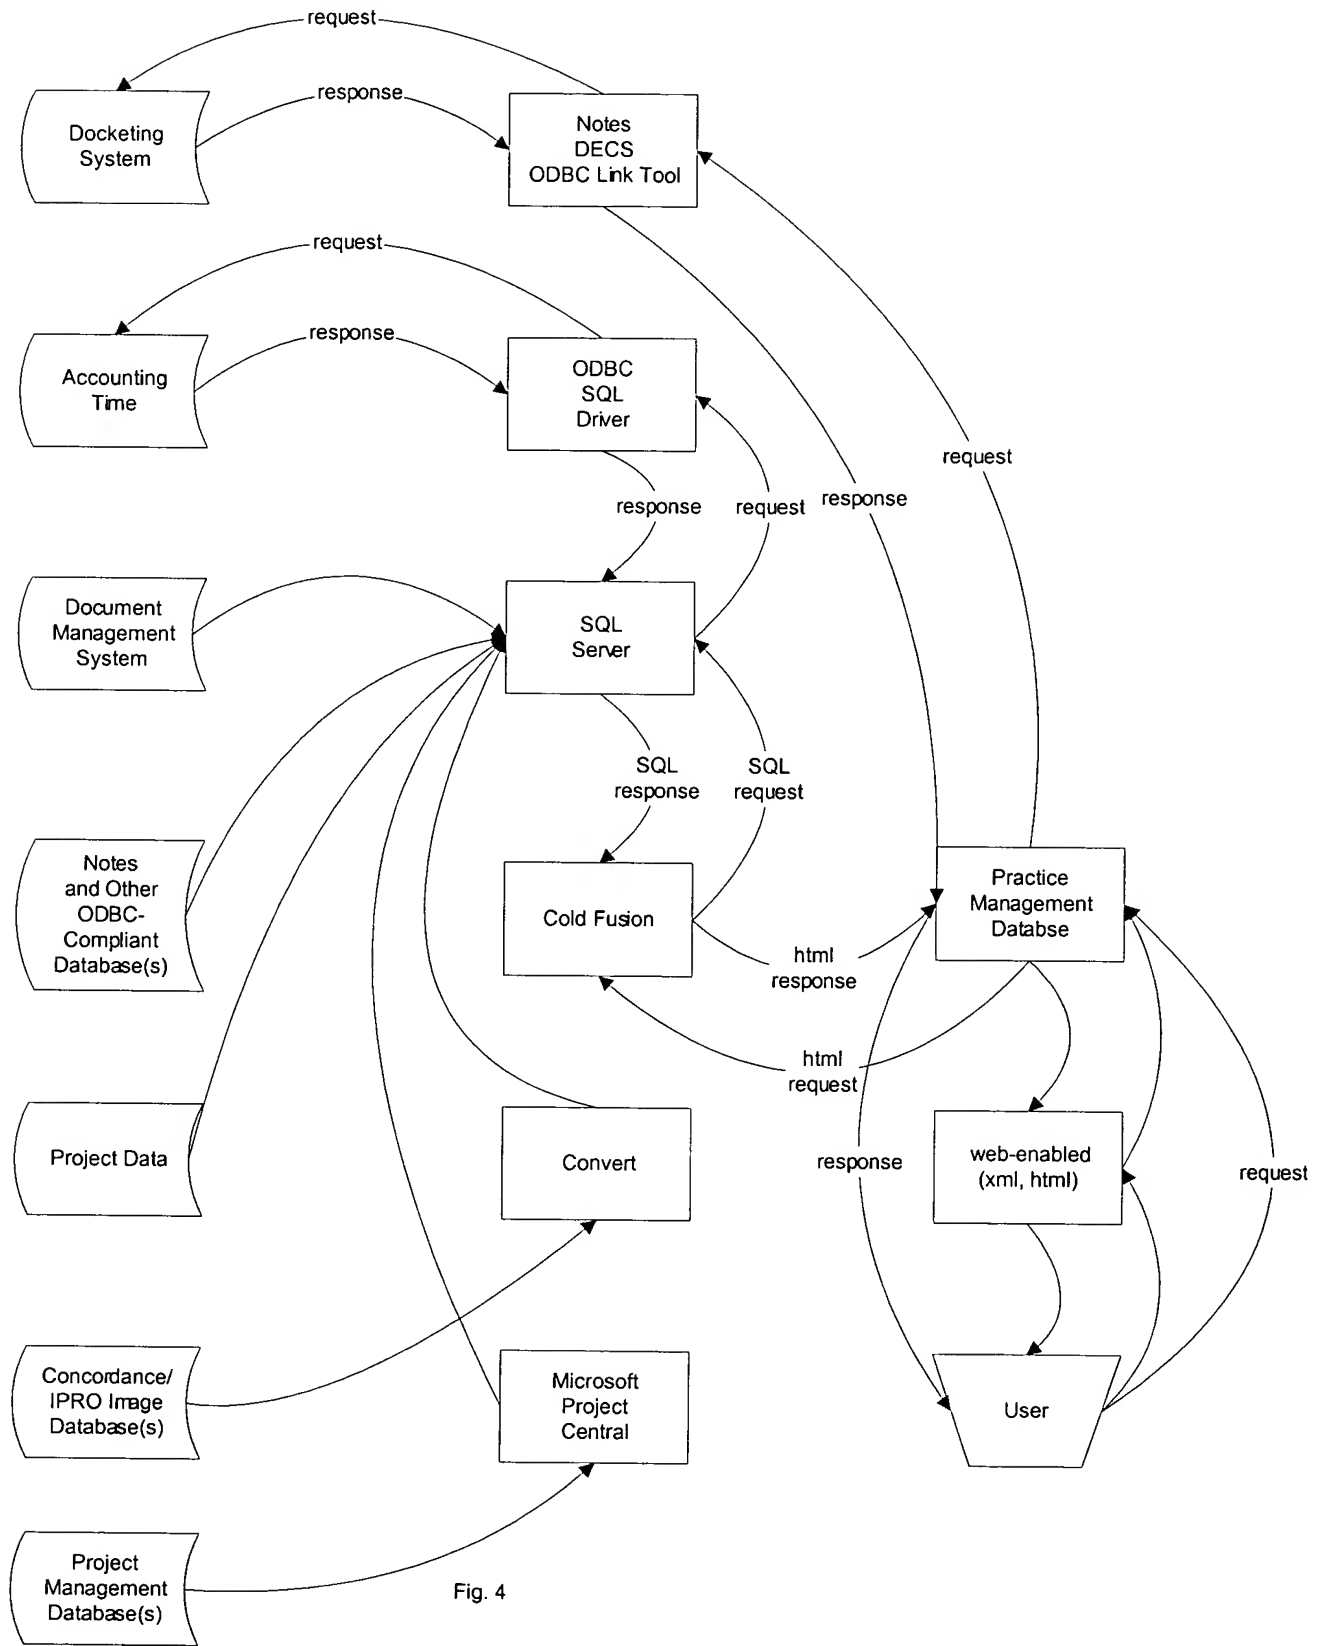 request
response
Docketing
System
Notes
DECS
ODBC Link Tool
request
response
Accounting
Time
ODBC
SQL
Driver
request
response
request
response
Document
Management
System
SQL
Server
SQL
response
SQL
request
Notes
and Other
ODBC-
Compliant
Database(s)
Cold Fusion
Practice
Management
Databse
html
response
html
request
Project Data
Convert
response
web-enabled
(xml, html)
request
Concordance/
IPRO Image
Database(s)
Microsoft
Project
Central
User
Project
Management
Database(s)
Fig. 4